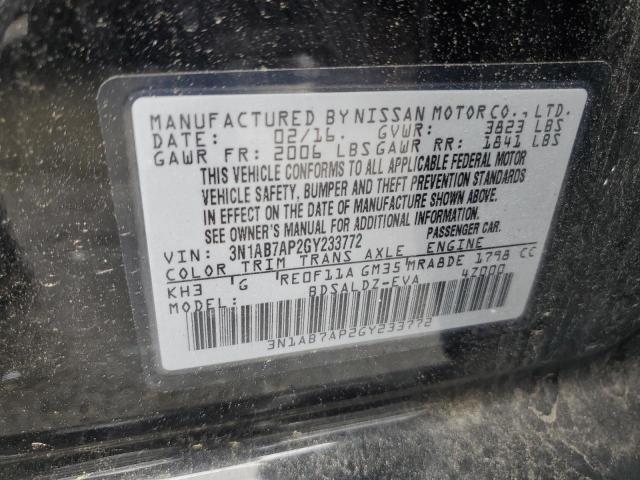 MANUFACTURED BY NISSAN MOTOR CO., LTD.
DATE: 02/16. GVWR: 3823 LBS
GAWR FR: 2006 LBS GAWR RR: 1841 LBS
THIS VEHICLE CONFORMS TO ALL APPLICABLE FEDERAL MOTOR
VEHICLE SAFETY, BUMPER AND THEFT PREVENTION STANDARDS
IN EFFECT ON THE DATE OF MANUFACTURE SHOWN ABOVE.
SEE OWNER'S MANUAL FOR ADDITIONAL INFORMATION.
VIN: 3N1AB7AP2GY233772 PASSENGER CAR.
COLOR TRIM TRANS AXLE ENGINE
KH3 G RE0F11A GM35 MRA8DE 1798 CC
MODEL: BDSALDZ-EVA 4Z000
3N1AB7AP2GY233772